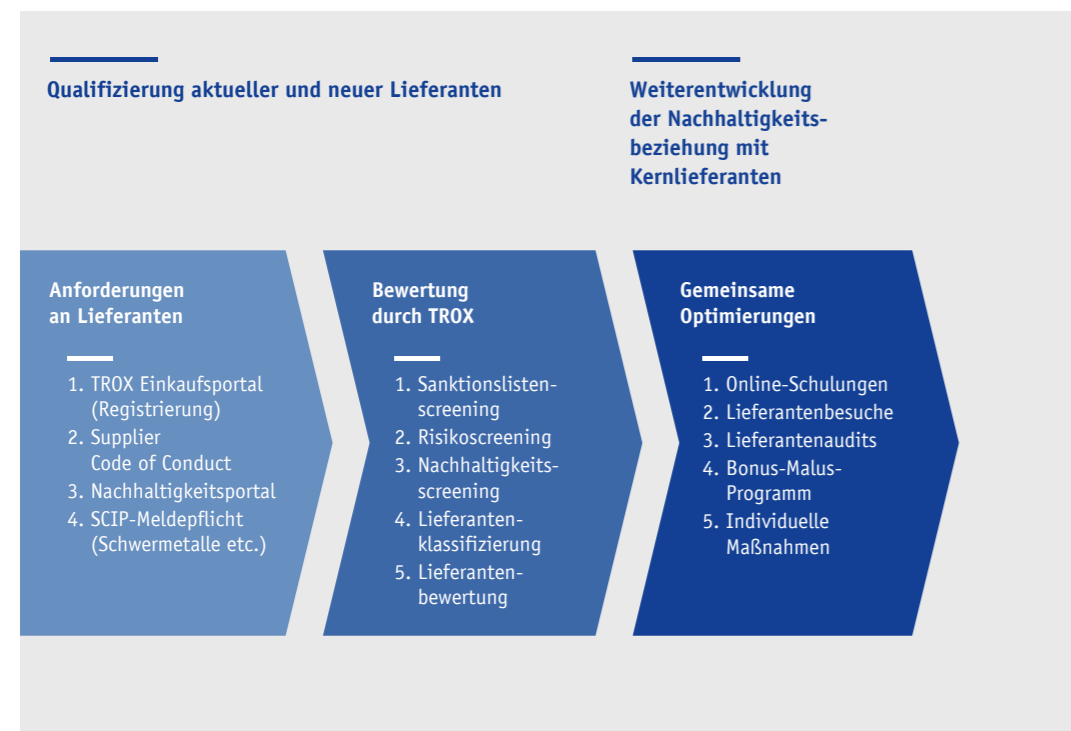 Qualifizierung aktueller und neuer Lieferanten
Weiterentwicklung
der Nachhaltigkeits-
beziehung mit
Kernlieferanten
Anforderungen
an Lieferanten
1. TROX Einkaufsportal
(Registrierung)
2. Supplier
Code of Conduct
3. Nachhaltigkeitsportal
4. SCIP-Meldepflicht
(Schwermetalle etc.)
Bewertung
durch TROX
1. Sanktionslisten-
screening
2. Risikoscreening
3. Nachhaltigkeits-
screening
4. Lieferanten-
klassifizierung
5. Lieferanten-
bewertung
Gemeinsame
Optimierungen
1. Online-Schulungen
2. Lieferantenbesuche
3. Lieferantenaudits
4. Bonus-Malus-
Programm
5. Individuelle
Maßnahmen